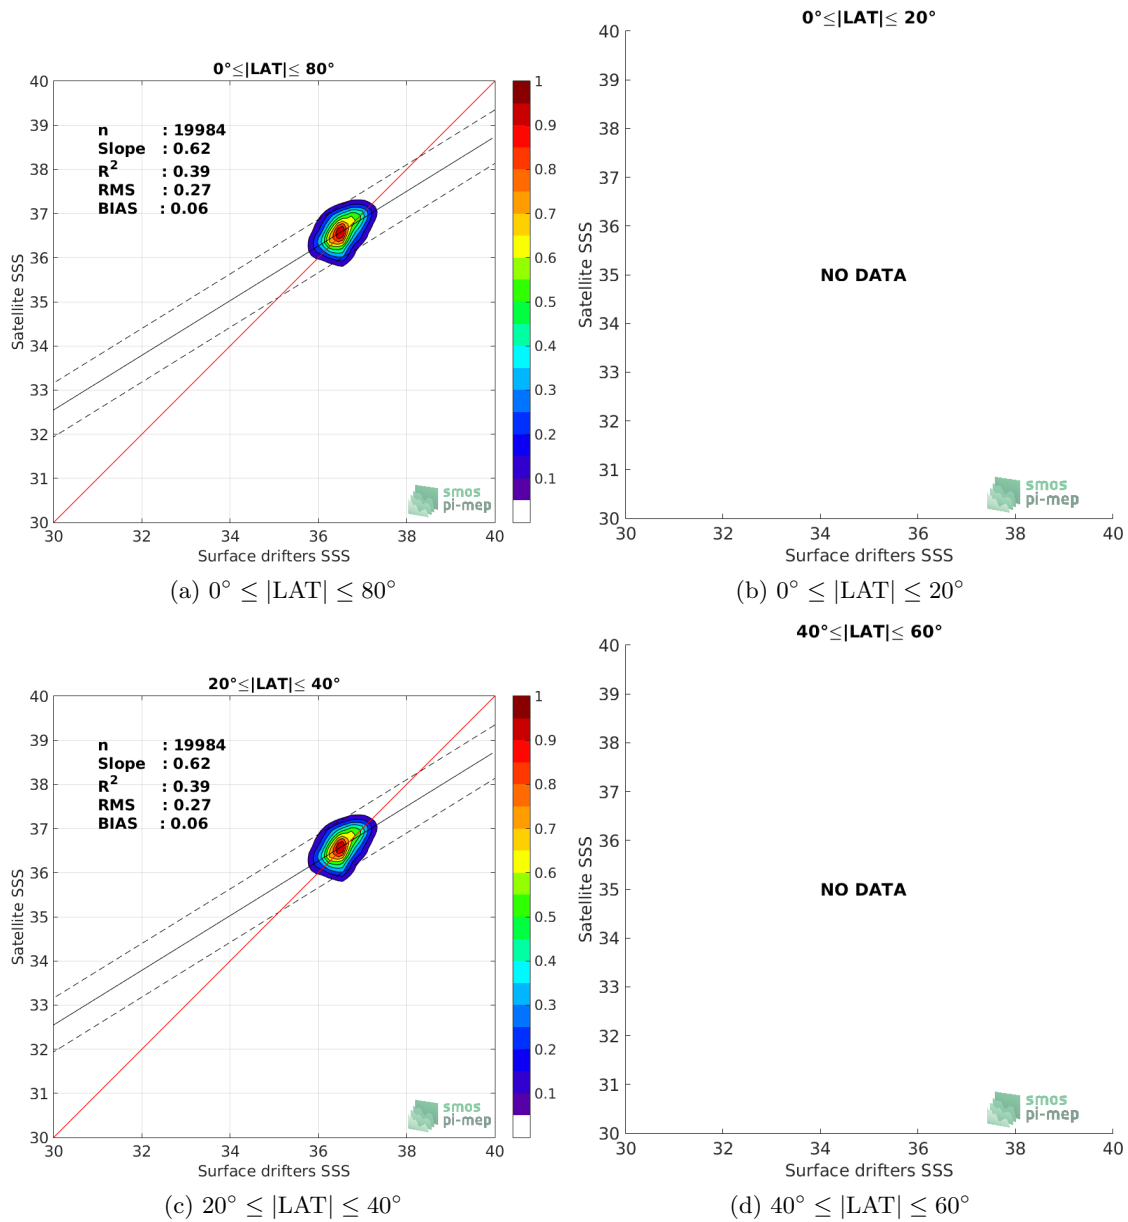 0°≤|LAT|≤ 80°
40
39
38
37
36
35
34
33
32
31
30
Satellite SSS
n : 19984
Slope : 0.62
R² : 0.39
RMS : 0.27
BIAS : 0.06
smos
pi-mep
30 32 34 36 38 40
Surface drifters SSS
1
0.9
0.8
0.7
0.6
0.5
0.4
0.3
0.2
0.1
(a) 0° ≤ |LAT| ≤ 80°
0°≤|LAT|≤ 20°
40
39
38
37
36
35
34
33
32
31
30
Satellite SSS
NO DATA
smos
pi-mep
30 32 34 36 38 40
Surface drifters SSS
(b) 0° ≤ |LAT| ≤ 20°
20°≤|LAT|≤ 40°
40
39
38
37
36
35
34
33
32
31
30
Satellite SSS
n : 19984
Slope : 0.62
R² : 0.39
RMS : 0.27
BIAS : 0.06
smos
pi-mep
30 32 34 36 38 40
Surface drifters SSS
1
0.9
0.8
0.7
0.6
0.5
0.4
0.3
0.2
0.1
(c) 20° ≤ |LAT| ≤ 40°
40°≤|LAT|≤ 60°
40
39
38
37
36
35
34
33
32
31
30
Satellite SSS
NO DATA
smos
pi-mep
30 32 34 36 38 40
Surface drifters SSS
(d) 40° ≤ |LAT| ≤ 60°